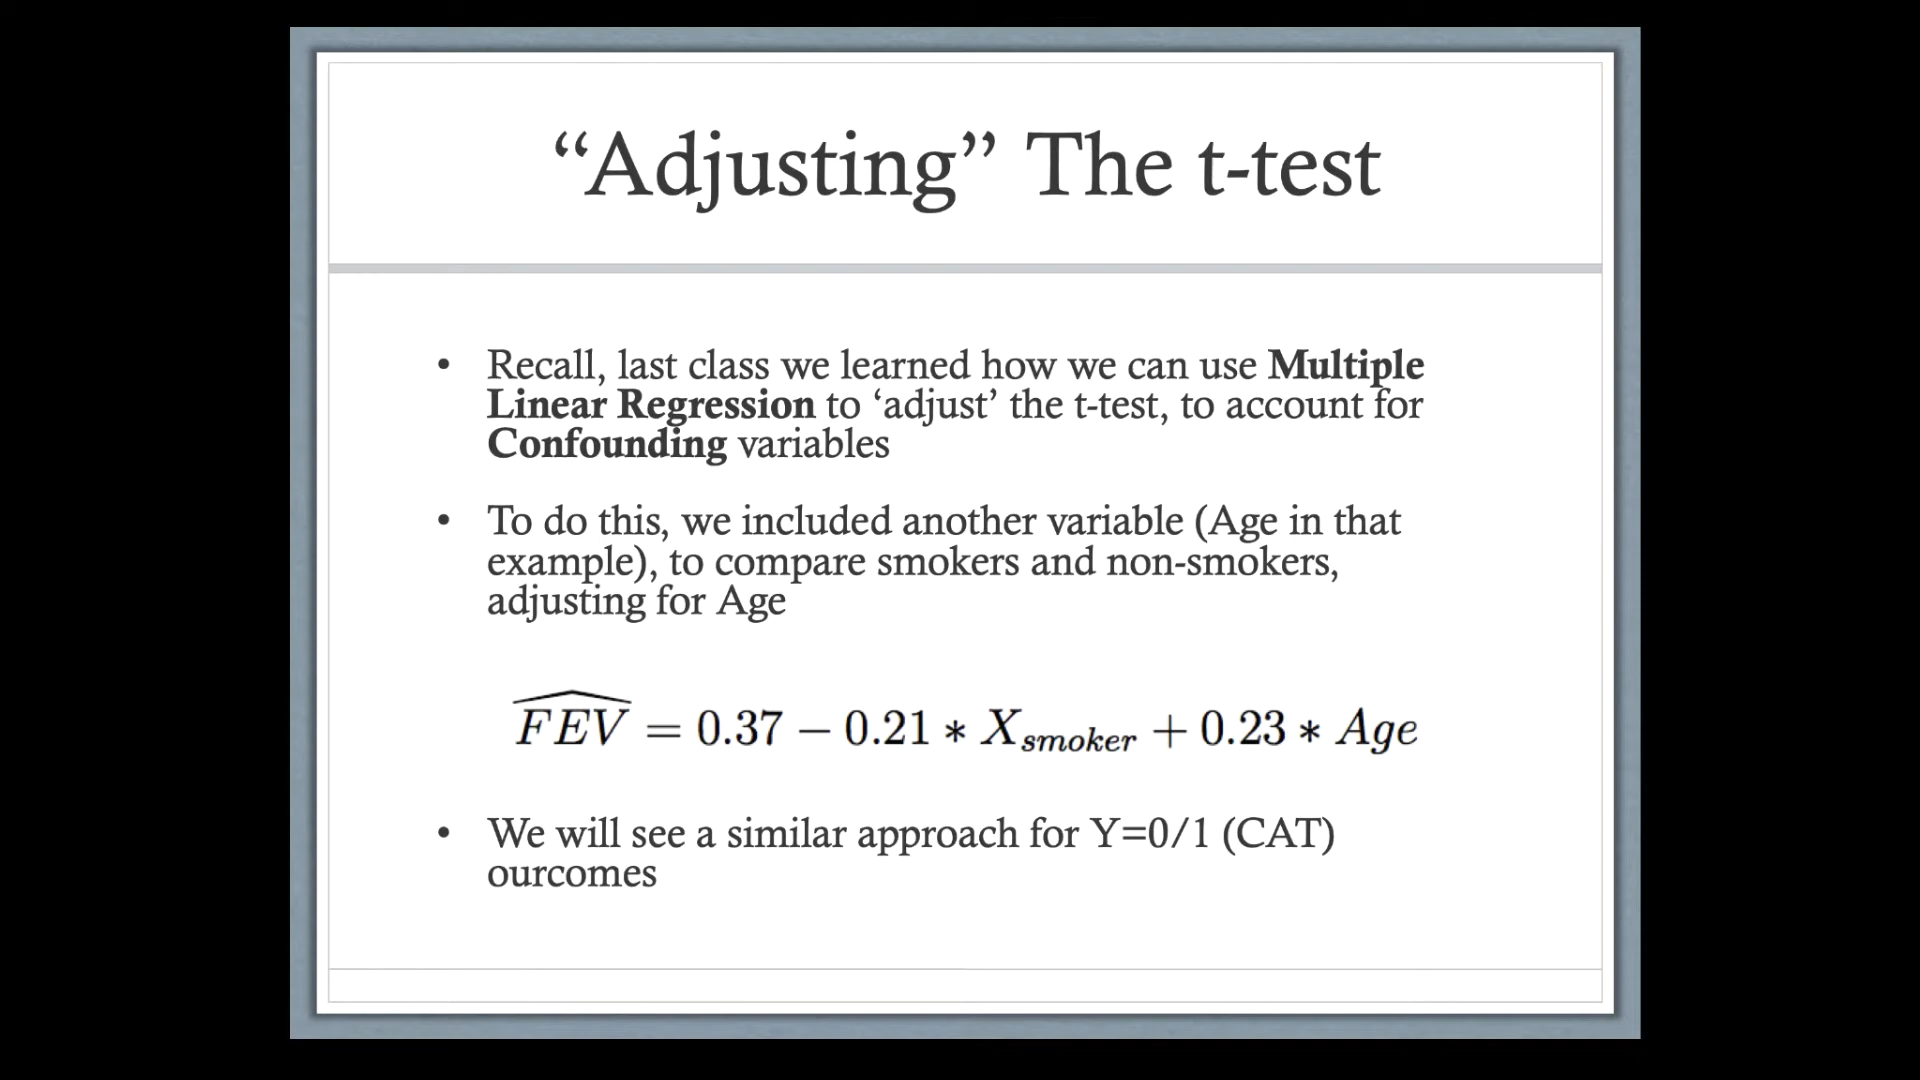 “Adjusting” The t-test
• Recall, last class we learned how we can use Multiple
Linear Regression to ‘adjust’ the t-test, to account for
Confounding variables
• To do this, we included another variable (Age in that
example), to compare smokers and non-smokers,
adjusting for Age
$\widehat{FEV} = 0.37 - 0.21 * X_{smoker} + 0.23 * Age$
• We will see a similar approach for Y=0/1 (CAT)
ourcomes